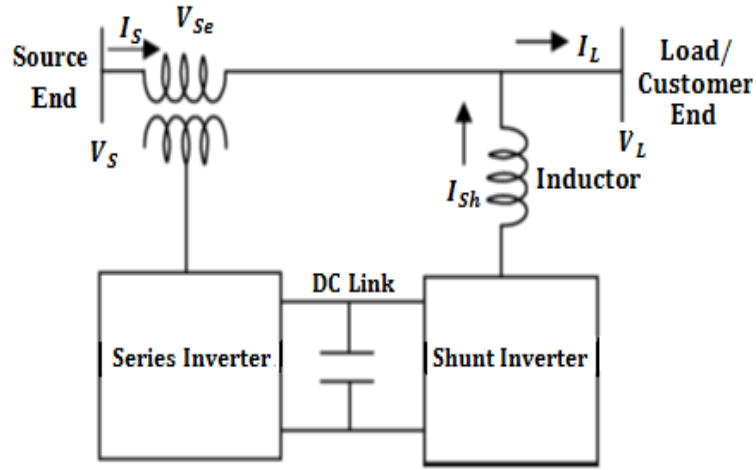 I_S
V_Se
I_L
Source
End
Load/
Customer
End
V_S
V_L
I_Sh
Inductor
DC Link
Series Inverter
Shunt Inverter